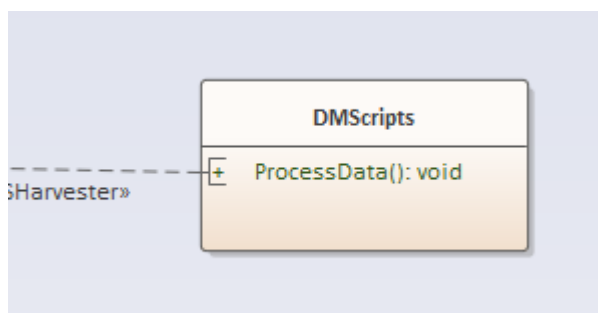 DMScripts
+ ProcessData(): void
Harvester»